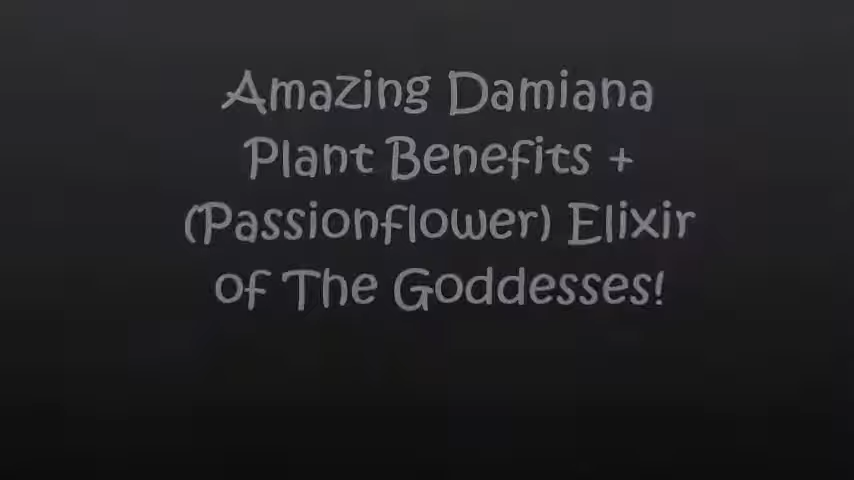 Amazing Damiana
Plant Benefits +
(Passionflower) Elixir
of The Goddesses!